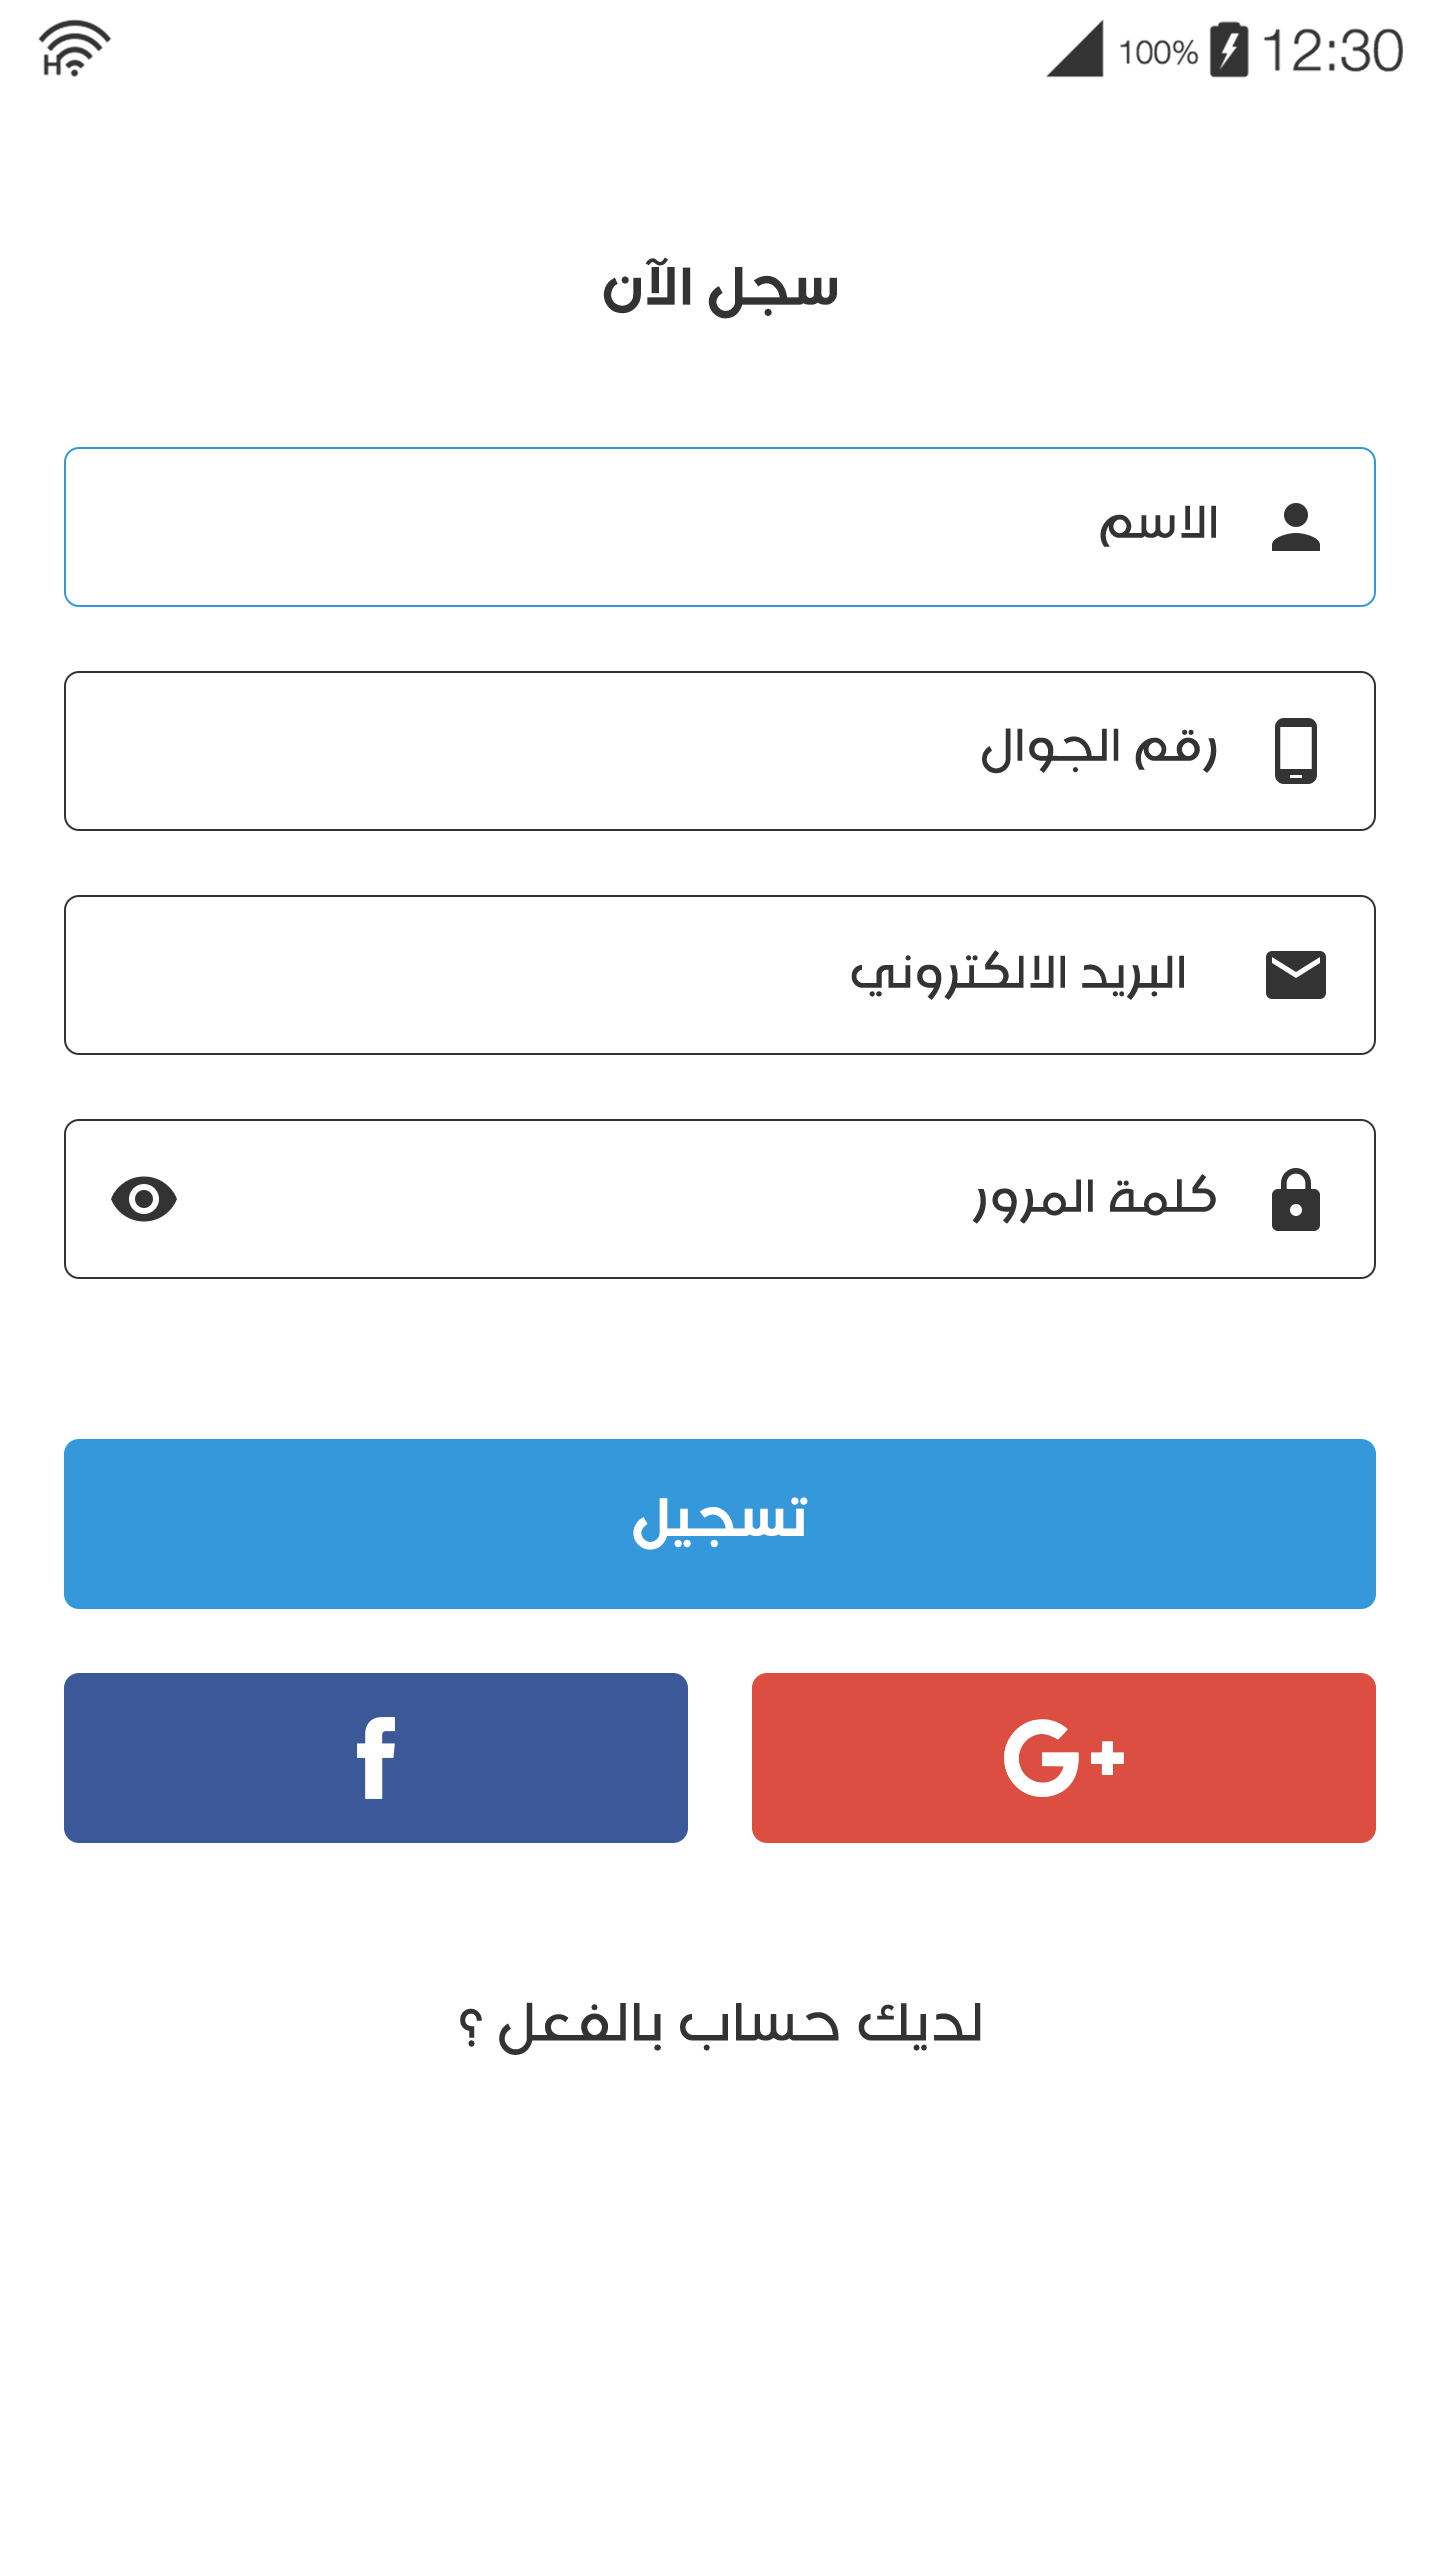 H 100% 12:30
سجل الآن
الاسم
رقم الجوال
البريد الالكتروني
كلمة المرور
تسجيل
f G+
لديك حساب بالفعل ؟